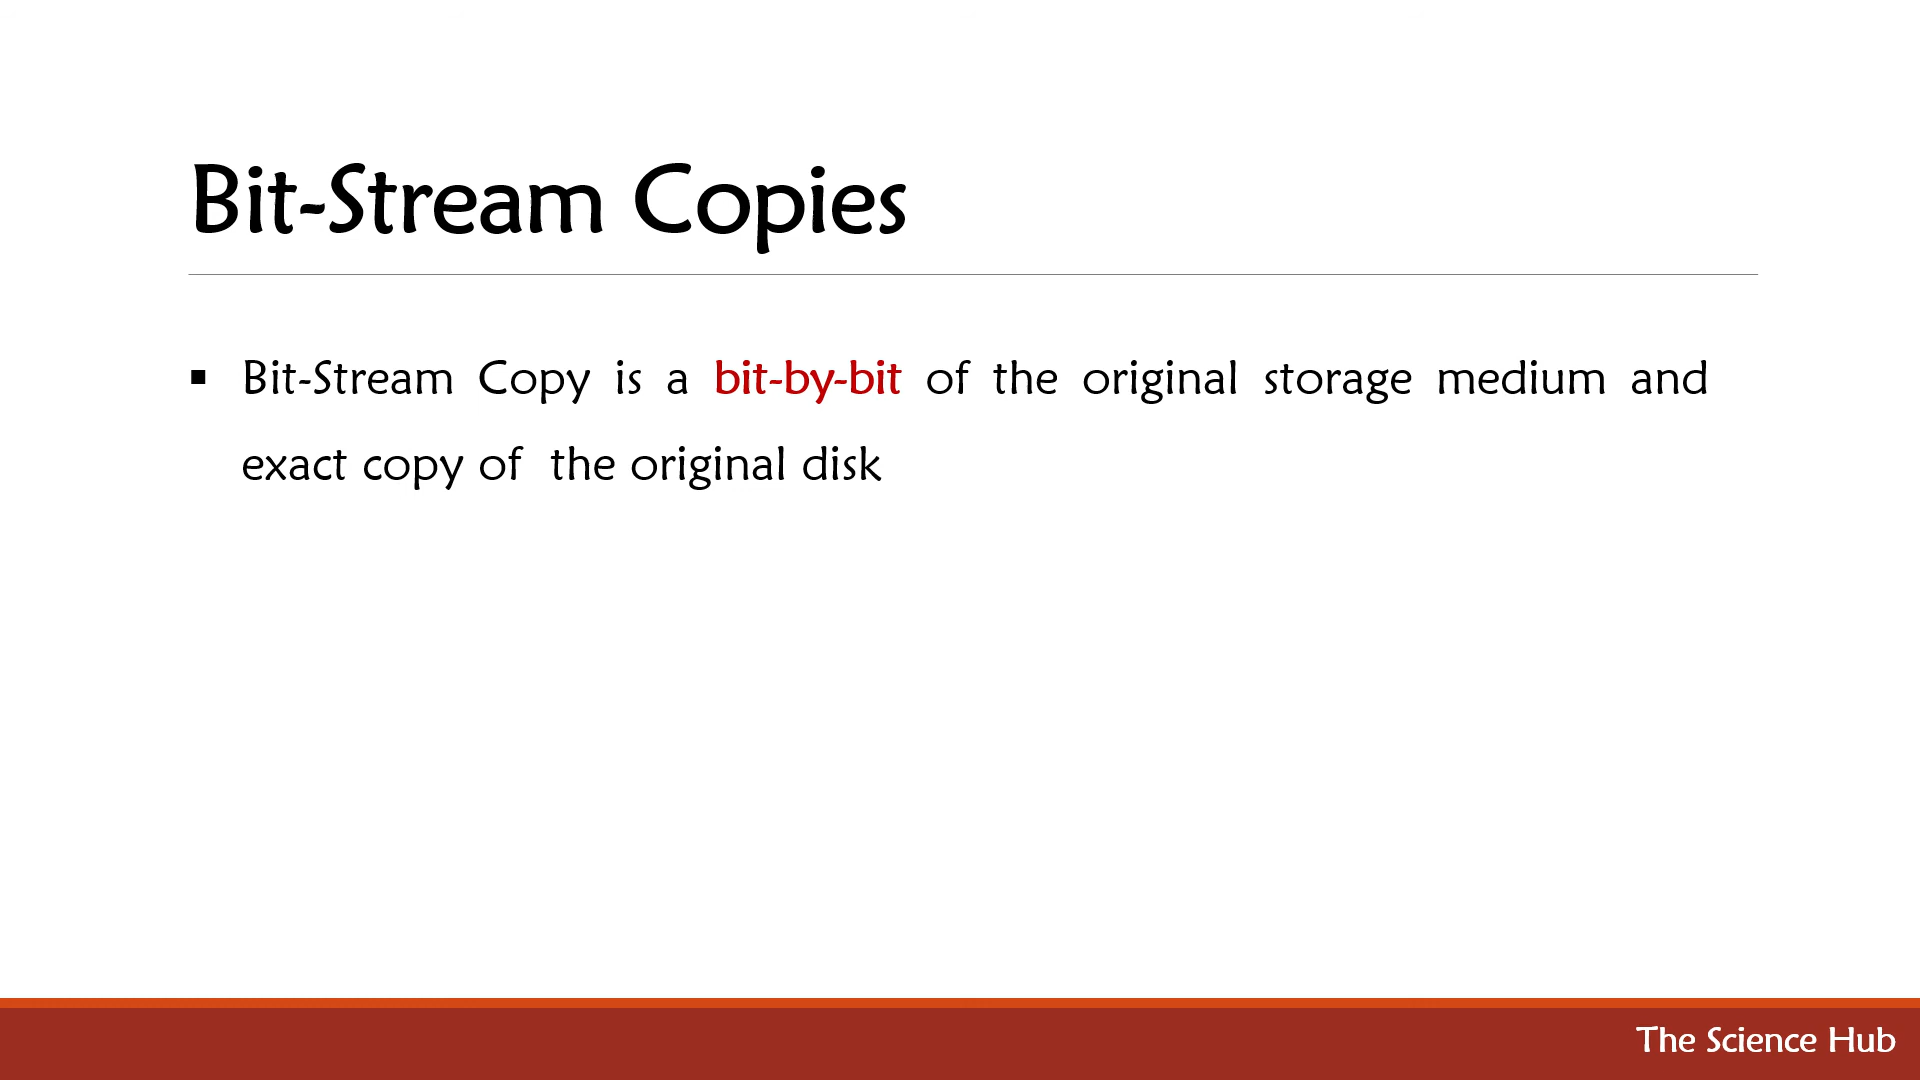 Bit-Stream Copies
▪ Bit-Stream Copy is a bit-by-bit of the original storage medium and
exact copy of  the original disk
The Science Hub